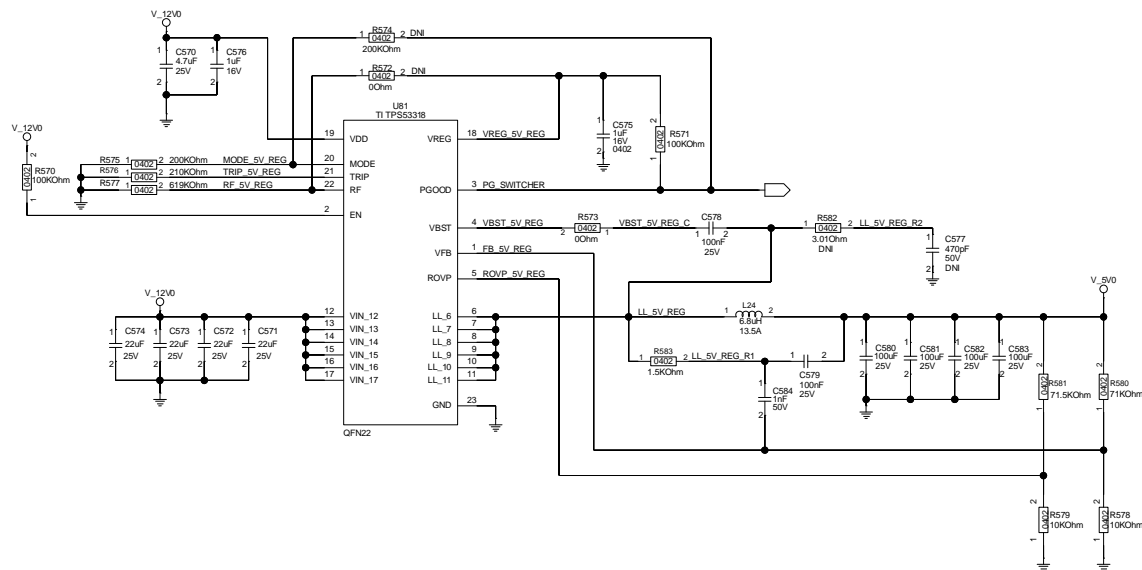 V_12V0
1
C570
4.7uF
25V
2
1
C576
1uF
16V
2
1 R574 2 DNI
0402
200KOhm
1 R572 2 DNI
0402
0Ohm
U81
TI TPS53318
19 VDD
20 MODE
21 TRIP
22 RF
2 EN
12 VIN_12
13 VIN_13
14 VIN_14
15 VIN_15
16 VIN_16
17 VIN_17
VREG 18 VREG_5V_REG
PGOOD 3 PG_SWITCHER
VBST 4 VBST_5V_REG
VFB 1 FB_5V_REG
ROVP 5 ROVP_5V_REG
LL_6 6
LL_7 7
LL_8 8
LL_9 9
LL_10 10
LL_11 11
GND 23
QFN22
V_12V0
2
R570
0402
100KOhm
1
R575 1 0402 2 200KOhm MODE_5V_REG
R576 1 0402 2 210KOhm TRIP_5V_REG
R577 1 0402 2 619KOhm RF_5V_REG
1
C575
1uF
16V
0402
2
2
R571
0402
100KOhm
1
R573
2 0402 1
0Ohm
VBST_5V_REG_C
C578
1 2
100nF
25V
R582
1 0402 2
3.01Ohm
DNI
LL_5V_REG_R2
1
C577
470pF
50V
DNI
2
V_12V0
1
C574
22uF
25V
2
1
C573
22uF
25V
2
1
C572
22uF
25V
2
1
C571
22uF
25V
2
LL_5V_REG
L24
1 2
6.8uH
13.5A
V_5V0
R583
1 0402 2
1.5KOhm
LL_5V_REG_R1
1 2
C579
100nF
25V
1
C584
1nF
50V
2
1
C580
100uF
25V
2
1
C581
100uF
25V
2
1
C582
100uF
25V
2
1
C583
100uF
25V
2
2
R581
0402
71.5KOhm
1
2
R580
0402
71KOhm
1
2
R579
0402
10KOhm
1
2
R578
0402
10KOhm
1